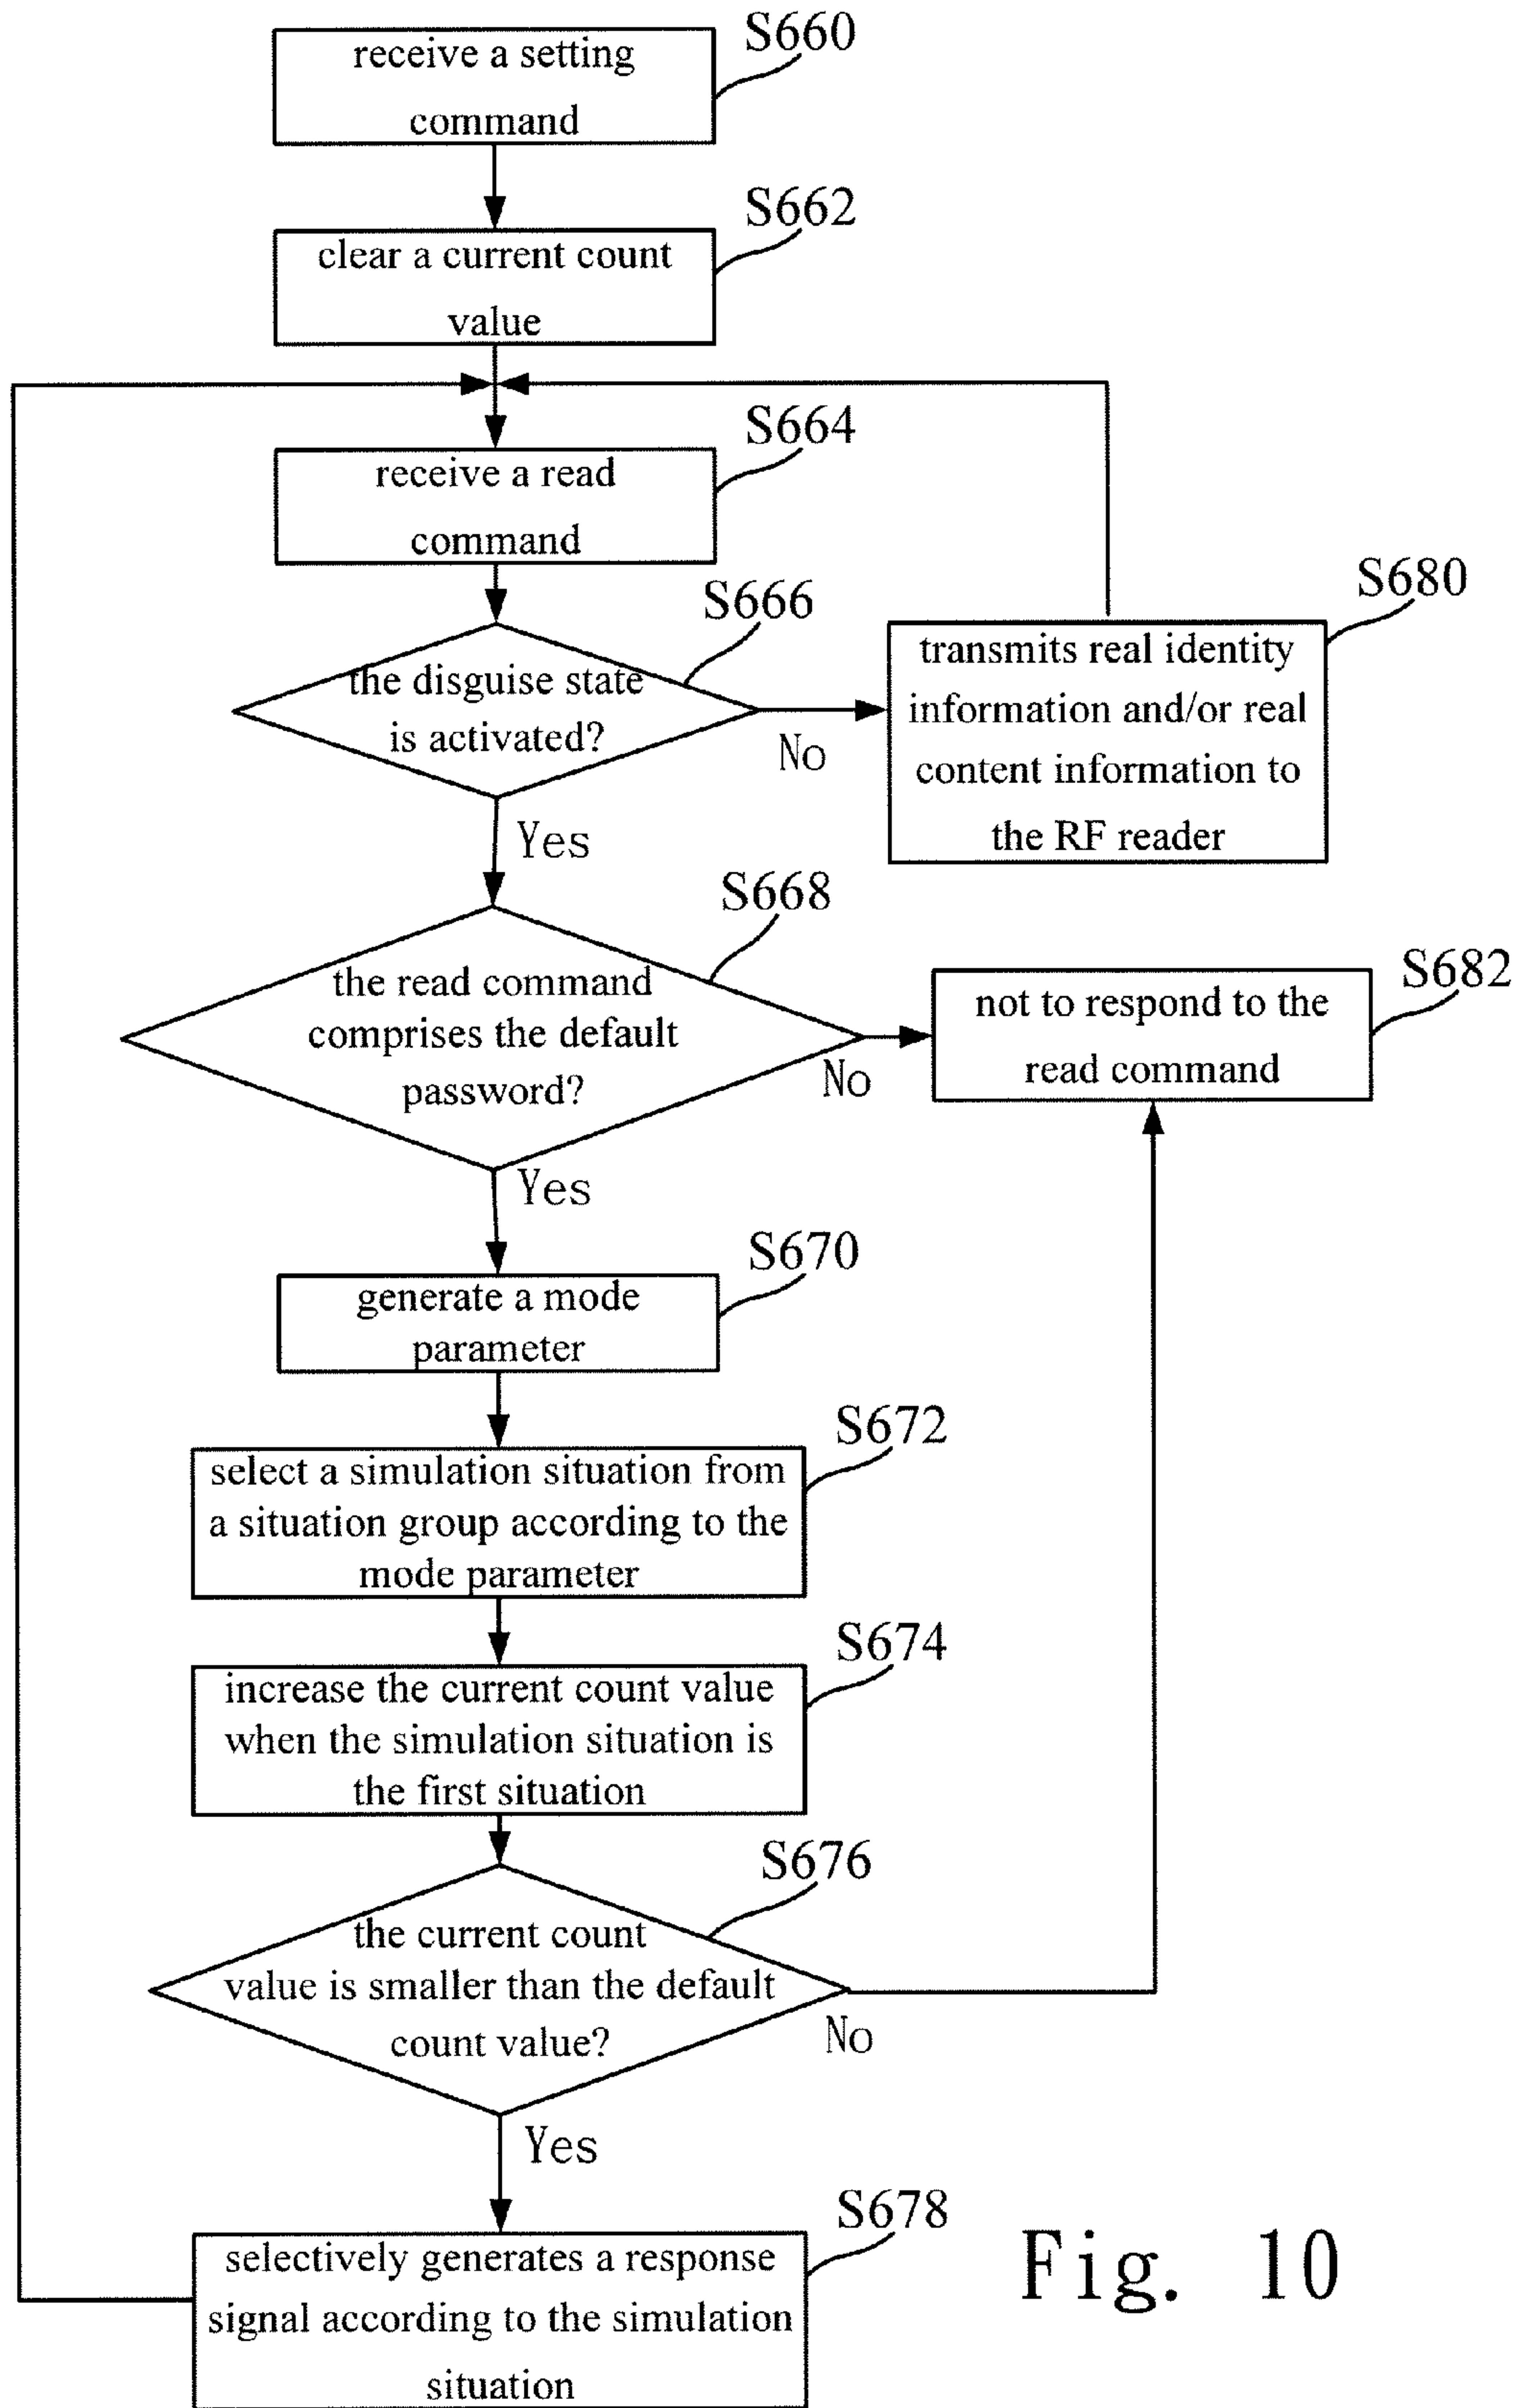 S660
receive a setting
command
S662
clear a current count
value
S664
receive a read
command
S666
the disguise state
is activated?
No
Yes
S680
transmits real identity
information and/or real
content information to
the RF reader
S668
the read command
comprises the default
password?
No
Yes
S682
not to respond to the
read command
S670
generate a mode
parameter
S672
select a simulation situation from
a situation group according to the
mode parameter
S674
increase the current count value
when the simulation situation is
the first situation
S676
the current count
value is smaller than the default
count value?
No
Yes
S678
selectively generates a response
signal according to the simulation
situation
Fig. 10